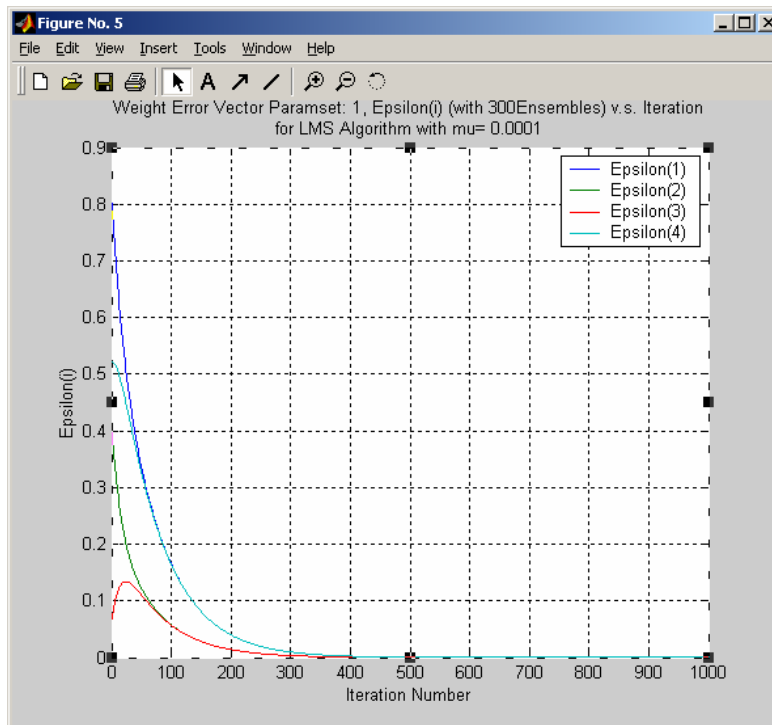 Figure No. 5
File Edit View Insert Tools Window Help
A
Weight Error Vector Paramset: 1, Epsilon(i) (with 300Ensembles) v.s. Iteration
for LMS Algorithm with mu= 0.0001
Epsilon(1)
Epsilon(2)
Epsilon(3)
Epsilon(4)
0.9
0.8
0.7
0.6
0.5
0.4
0.3
0.2
0.1
0
Epsilon(i)
0 100 200 300 400 500 600 700 800 900 1000
Iteration Number